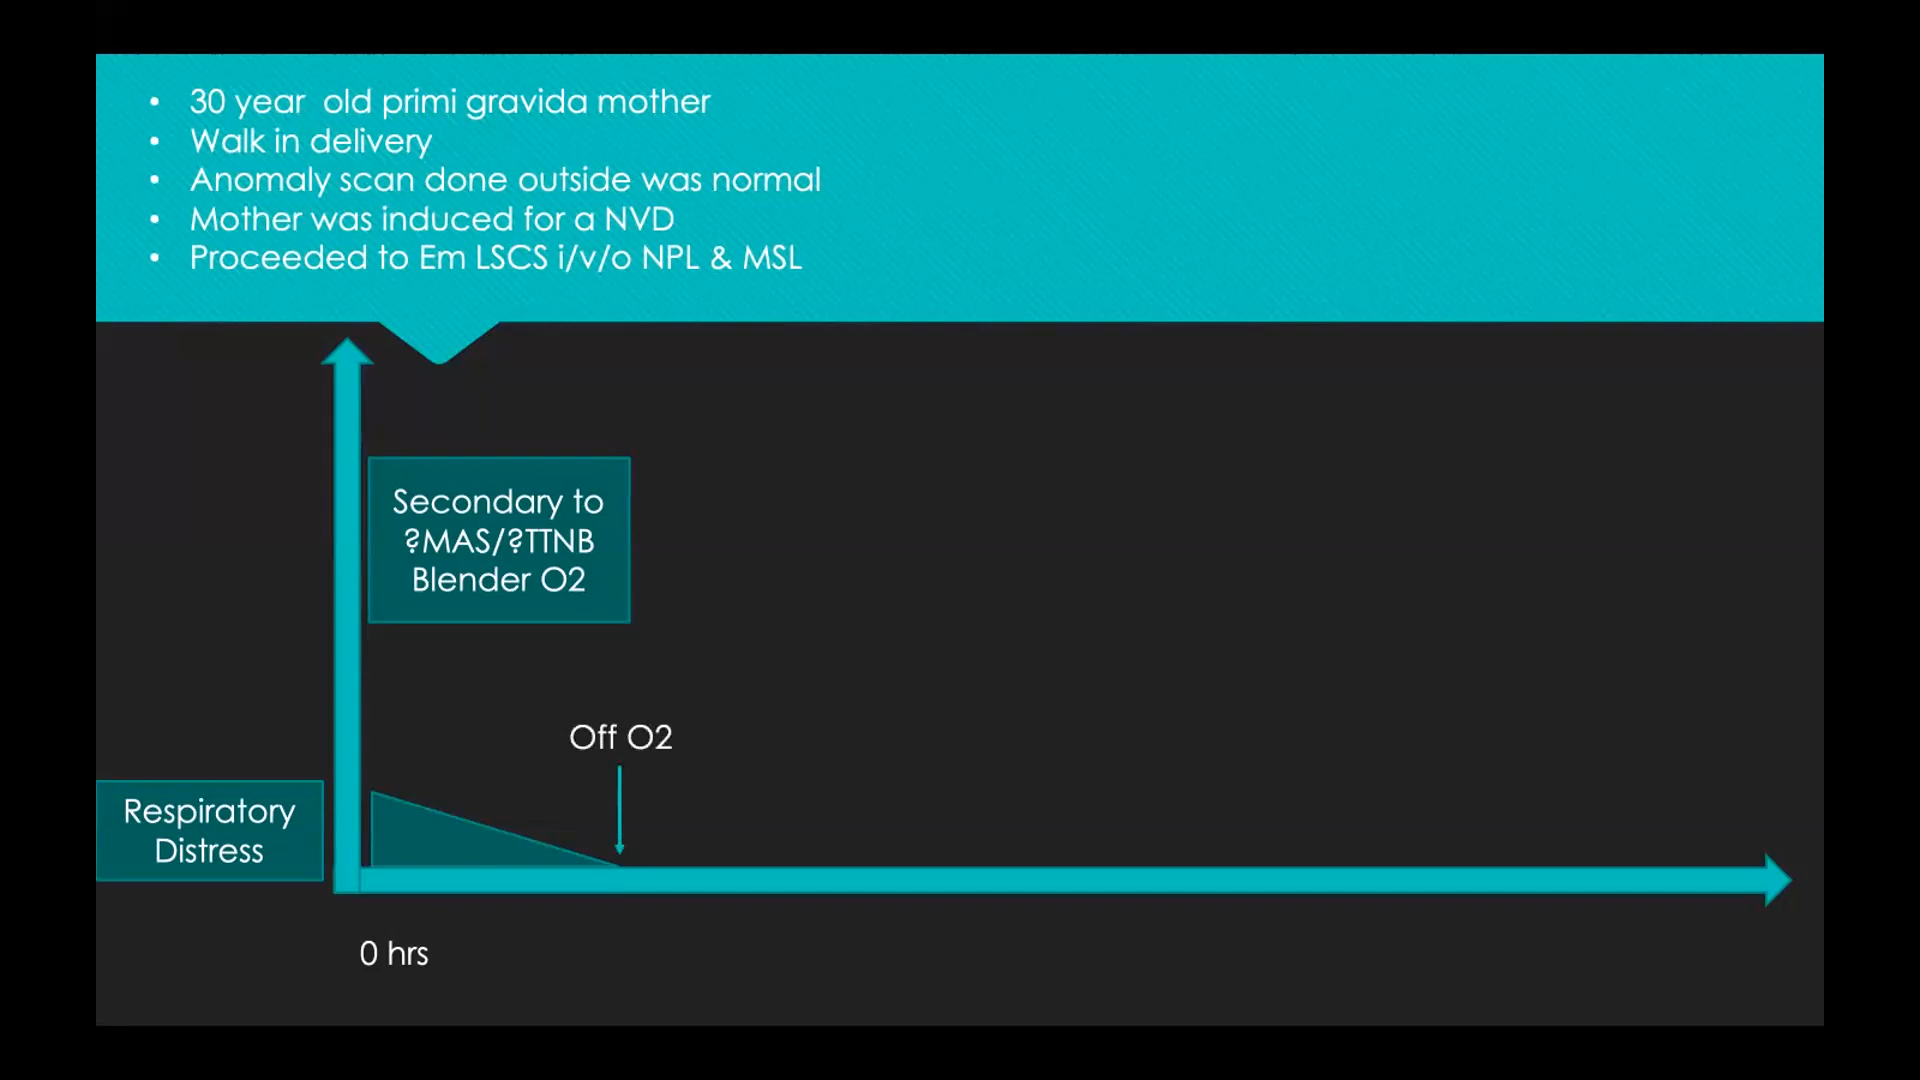 • 30 year  old primi gravida mother
• Walk in delivery
• Anomaly scan done outside was normal
• Mother was induced for a NVD
• Proceeded to Em LSCS i/v/o NPL & MSL
Secondary to
?MAS/?TTNB
Blender O2
Off O2
Respiratory
Distress
0 hrs